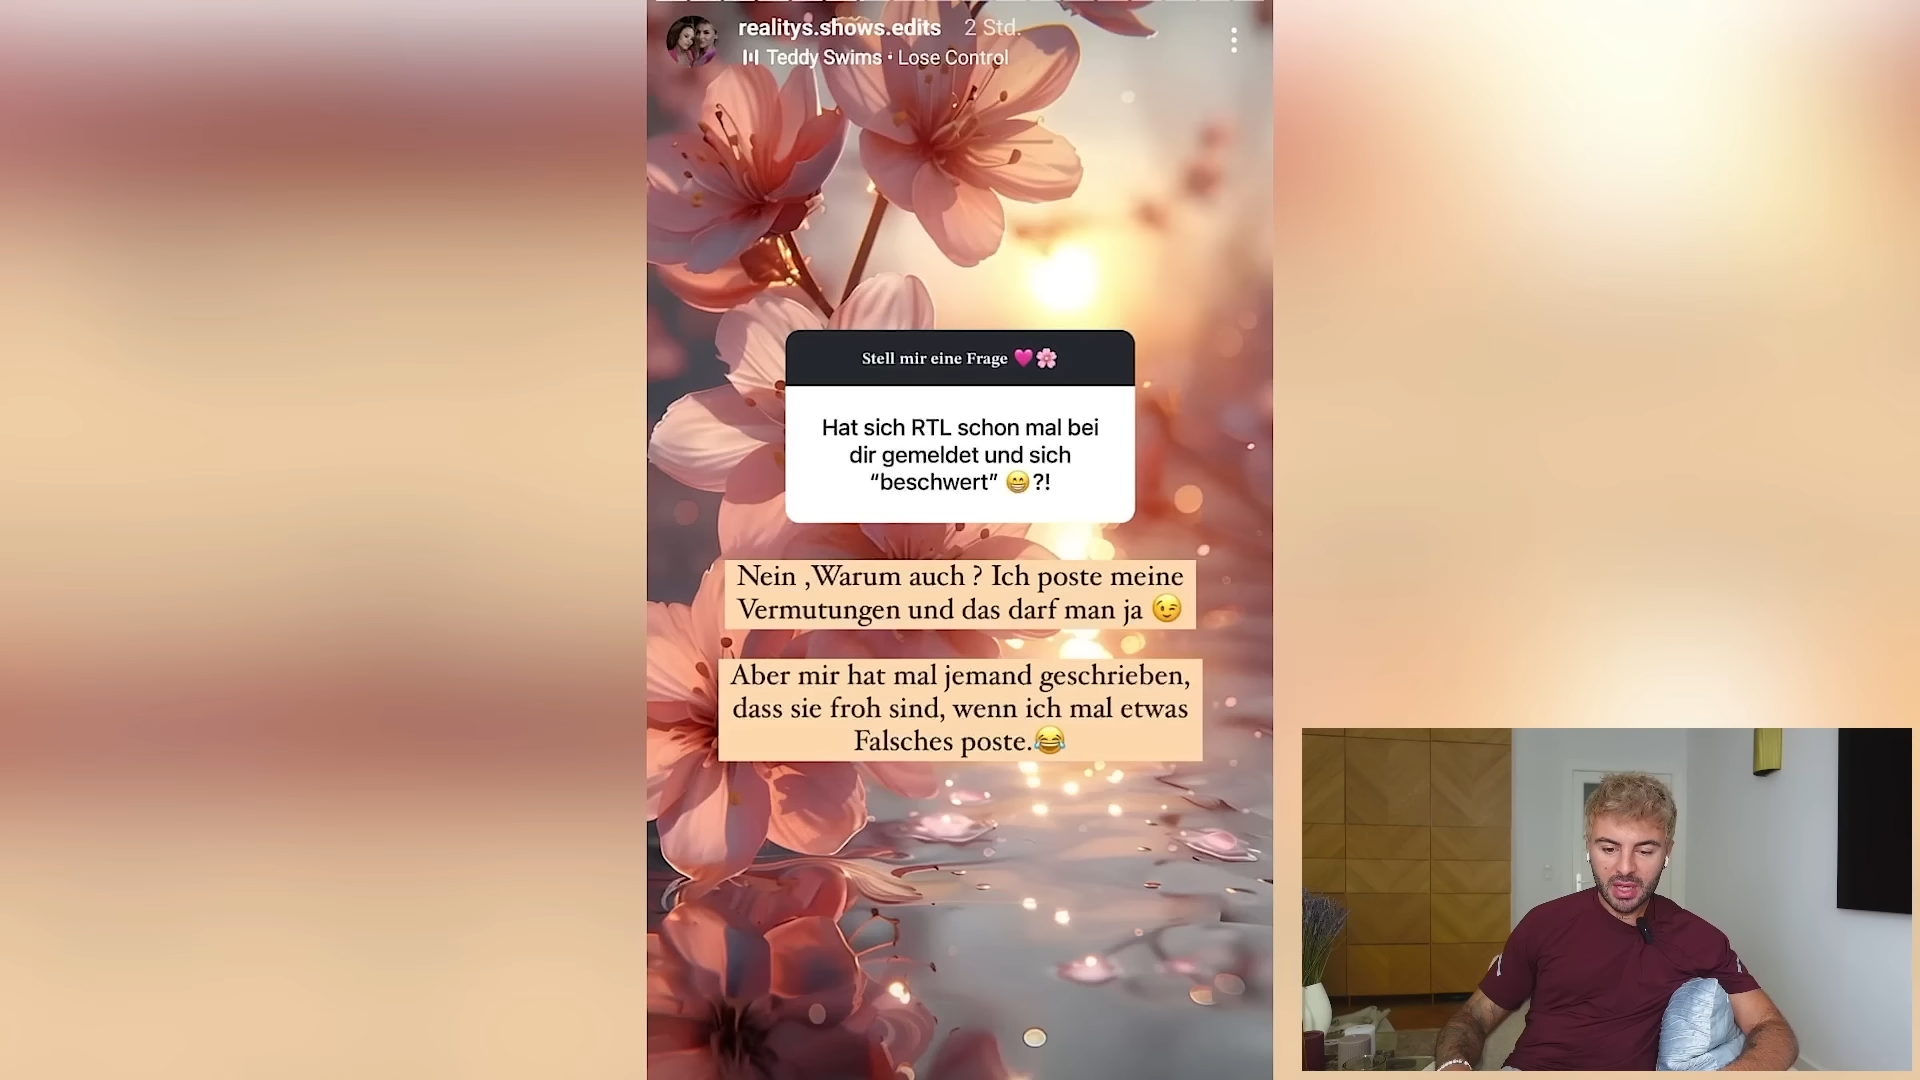 realitys.shows.edits 2 Std.
Teddy Swims • Lose Control
Stell mir eine Frage 🩷🌸
Hat sich RTL schon mal bei
dir gemeldet und sich
“beschwert” 😁?!
Nein ,Warum auch ? Ich poste meine
Vermutungen und das darf man ja 😉
Aber mir hat mal jemand geschrieben,
dass sie froh sind, wenn ich mal etwas
Falsches poste.😂